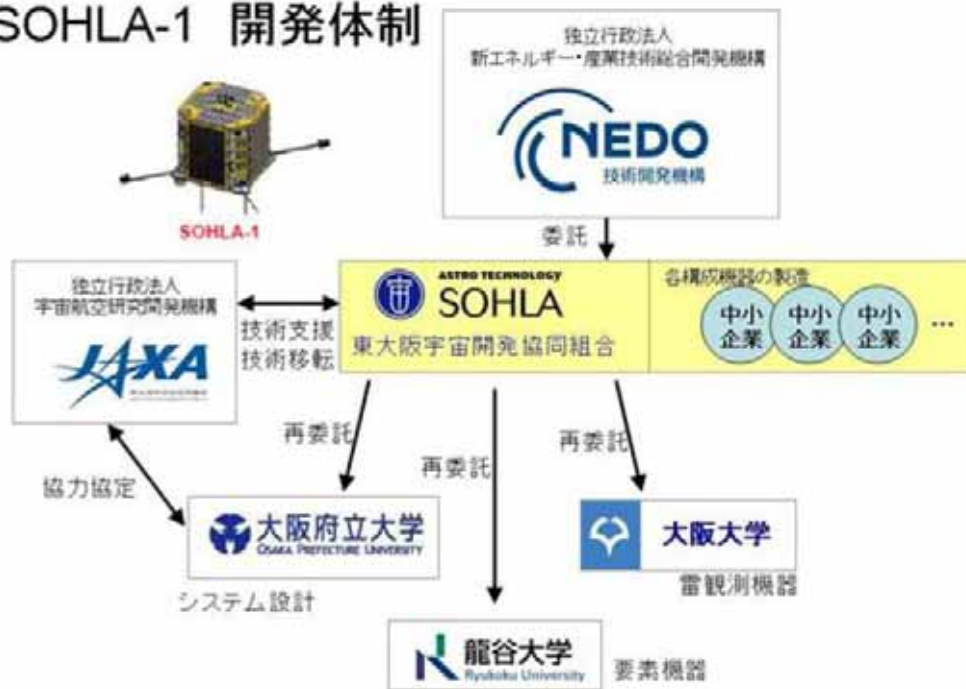 SOHLA-1 開発体制
独立行政法人
新エネルギー・産業技術総合開発機構
NEDO
技術開発機構
SOHLA-1
委託
独立行政法人
宇宙航空研究開発機構
JAXA
技術支援
技術移転
ASTRO TECHNOLOGY
SOHLA
東大阪宇宙開発協同組合
各構成機器の製造
中小
企業
中小
企業
中小
企業
…
再委託
再委託
再委託
協力協定
大阪府立大学
OSAKA PREFECTURE UNIVERSITY
システム設計
大阪大学
雷観測機器
龍谷大学
Ryukoku University
要素機器